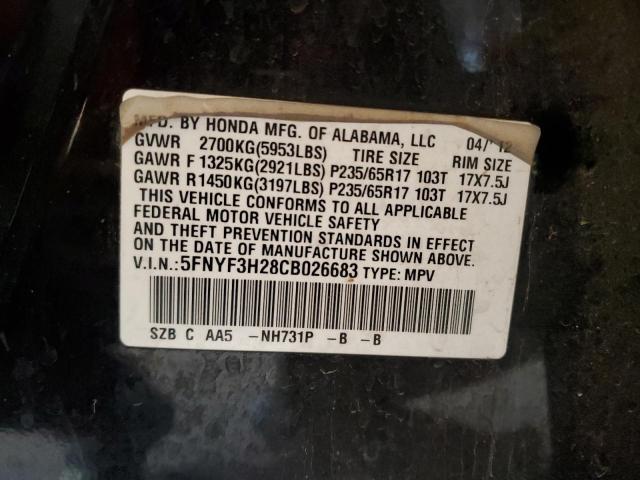 MFD. BY HONDA MFG. OF ALABAMA, LLC 04/ 12
GVWR 2700KG(5953LBS) TIRE SIZE RIM SIZE
GAWR F 1325KG(2921LBS) P235/65R17 103T 17X7.5J
GAWR R1450KG(3197LBS) P235/65R17 103T 17X7.5J
THIS VEHICLE CONFORMS TO ALL APPLICABLE
FEDERAL MOTOR VEHICLE SAFETY
AND THEFT PREVENTION STANDARDS IN EFFECT
ON THE DATE OF MANUFACTURE SHOWN ABOVE.
V.I.N.:5FNYF3H28CB026683 TYPE: MPV
SZB C AA5 -NH731P -B -B